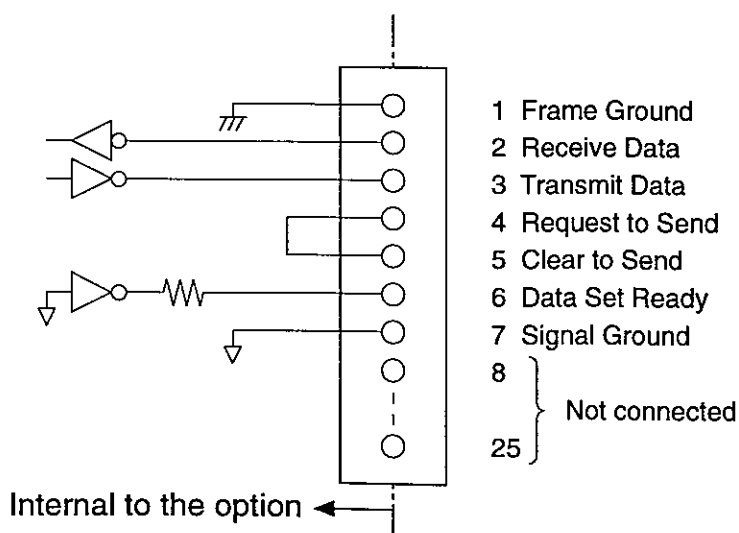 1 Frame Ground
2 Receive Data
3 Transmit Data
4 Request to Send
5 Clear to Send
6 Data Set Ready
7 Signal Ground
8
Not connected
25
Internal to the option